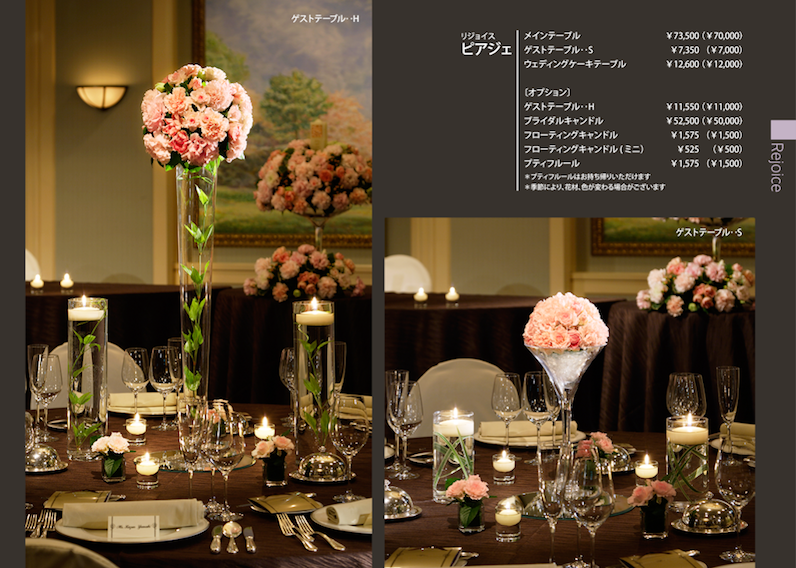 ゲストテーブル‥H
リジョイス
ピアジェ
メインテーブル ￥73,500(￥70,000)
ゲストテーブル‥S ￥7,350 (￥7,000)
ウェディングケーキテーブル ￥12,600(￥12,000)
〔オプション〕
ゲストテーブル‥H ￥11,550(￥11,000)
ブライダルキャンドル ￥52,500(￥50,000)
フローティングキャンドル ￥1,575 (￥1,500)
フローティングキャンドル(ミニ) ￥525 (￥500)
プティフルール ￥1,575 (￥1,500)
＊プティフルールはお持ち帰りいただけます
＊季節により、花材、色が変わる場合がございます
Rejoice
ゲストテーブル‥S